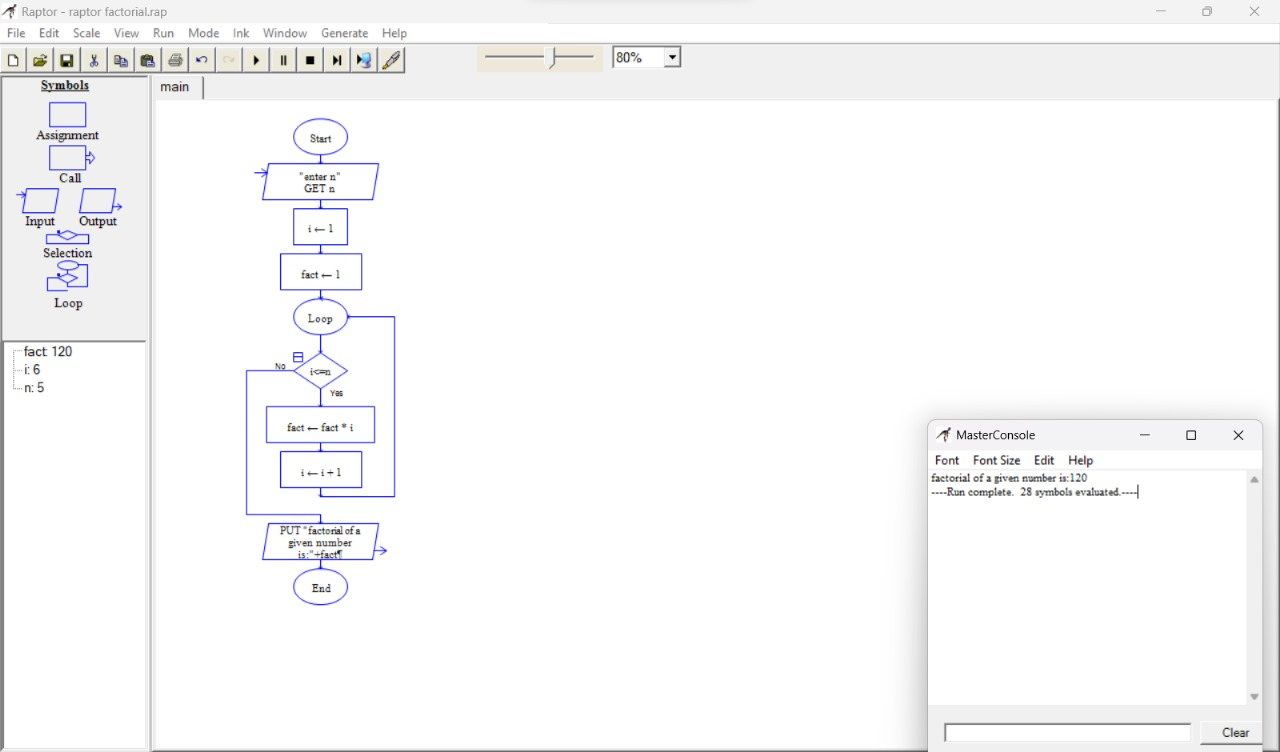 Raptor - raptor factorial.rap
File Edit Scale View Run Mode Ink Window Generate Help
80%
Symbols
Assignment
Call
Input Output
Selection
Loop
fact: 120
i: 6
n: 5
main
Start
"enter n"
GET n
i ← 1
fact ← 1
Loop
No
i<=n
Yes
fact ← fact * i
i ← i + 1
PUT "factorial of a
given number
is:"+fact¶
End
MasterConsole
Font Font Size Edit Help
factorial of a given number is:120
----Run complete. 28 symbols evaluated.----
Clear